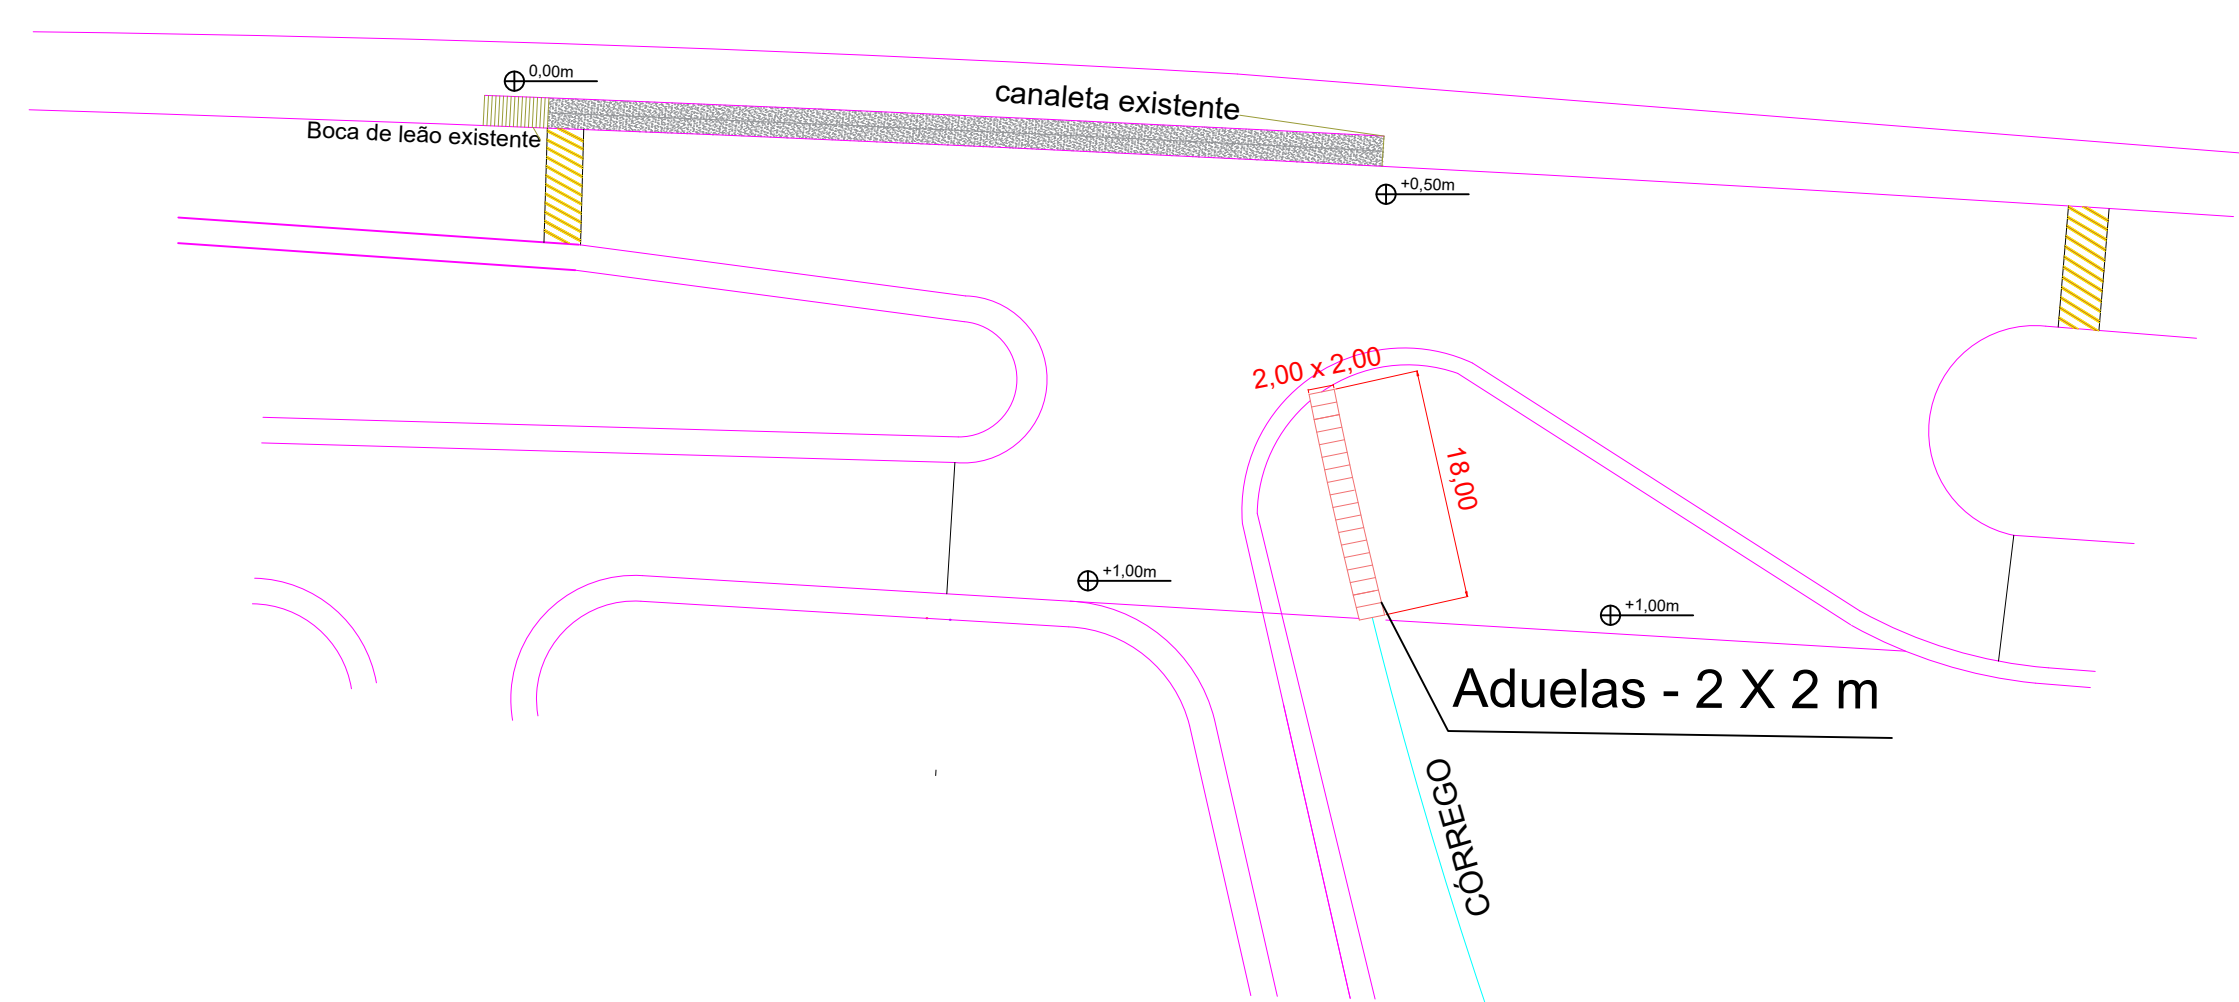 0,00m
canaleta existente
Boca de leão existente
+0,50m
2,00 x 2,00
18,00
+1,00m
+1,00m
Aduelas - 2 X 2 m
CÓRREGO